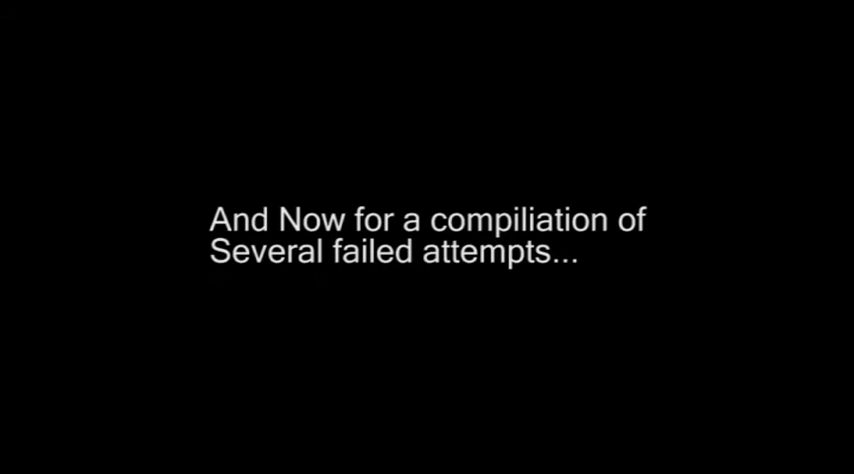 And Now for a compiliation of
Several failed attempts...